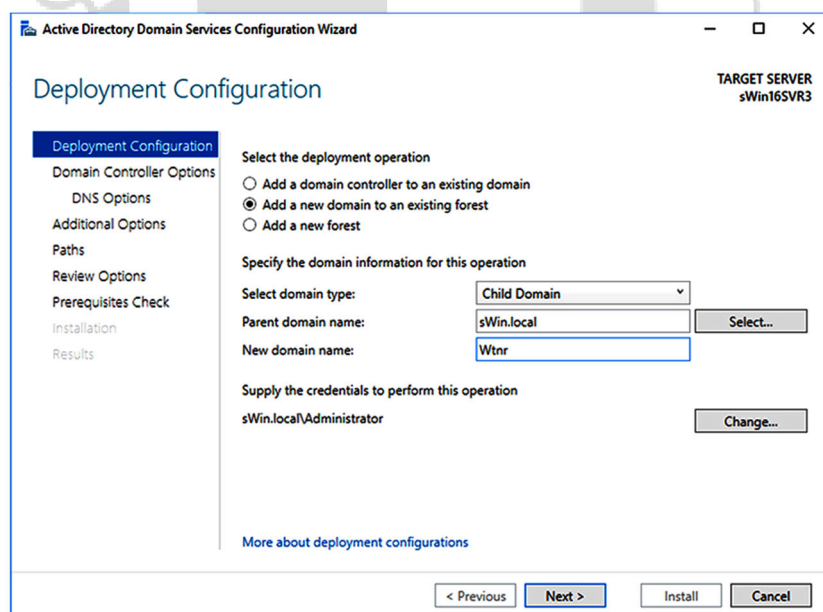 Active Directory Domain Services Configuration Wizard
Deployment Configuration
TARGET SERVER
sWin16SVR3
Deployment Configuration
Domain Controller Options
DNS Options
Additional Options
Paths
Review Options
Prerequisites Check
Installation
Results
Select the deployment operation
Add a domain controller to an existing domain
Add a new domain to an existing forest
Add a new forest
Specify the domain information for this operation
Select domain type: Child Domain
Parent domain name: sWin.local Select...
New domain name: Wtnr
Supply the credentials to perform this operation
sWin.local\Administrator Change...
More about deployment configurations
< Previous Next > Install Cancel